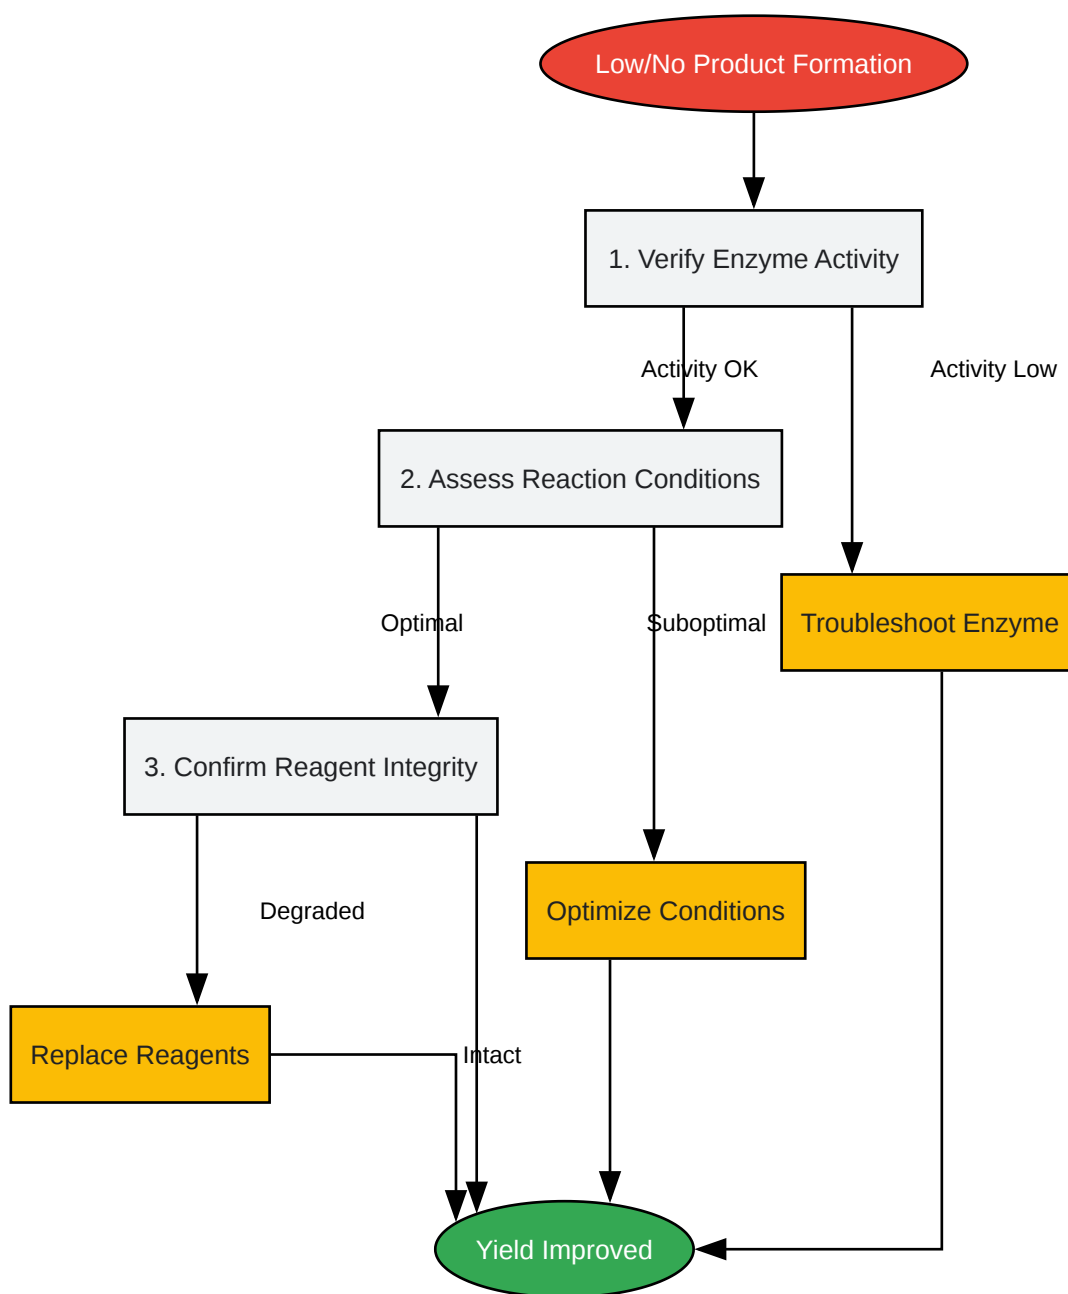 Low/No Product Formation
1. Verify Enzyme Activity
Activity OK
Activity Low
2. Assess Reaction Conditions
Optimal
Suboptimal
Troubleshoot Enzyme
3. Confirm Reagent Integrity
Degraded
Optimize Conditions
Replace Reagents
Intact
Yield Improved